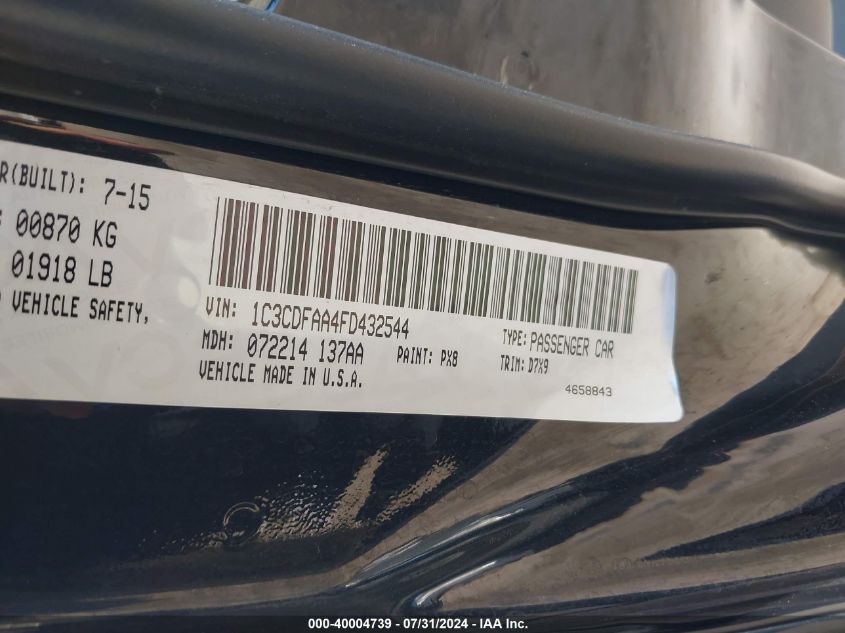 R(BUILT): 7-15
00870 KG
01918 LB
VEHICLE SAFETY,
VIN: 1C3CDFAA4FD432544
TYPE: PASSENGER CAR
MDH: 072214 137AA
PAINT: PX8
TRIM: D7X9
VEHICLE MADE IN U.S.A.
4658843
000-40004739 - 07/31/2024 - IAA Inc.